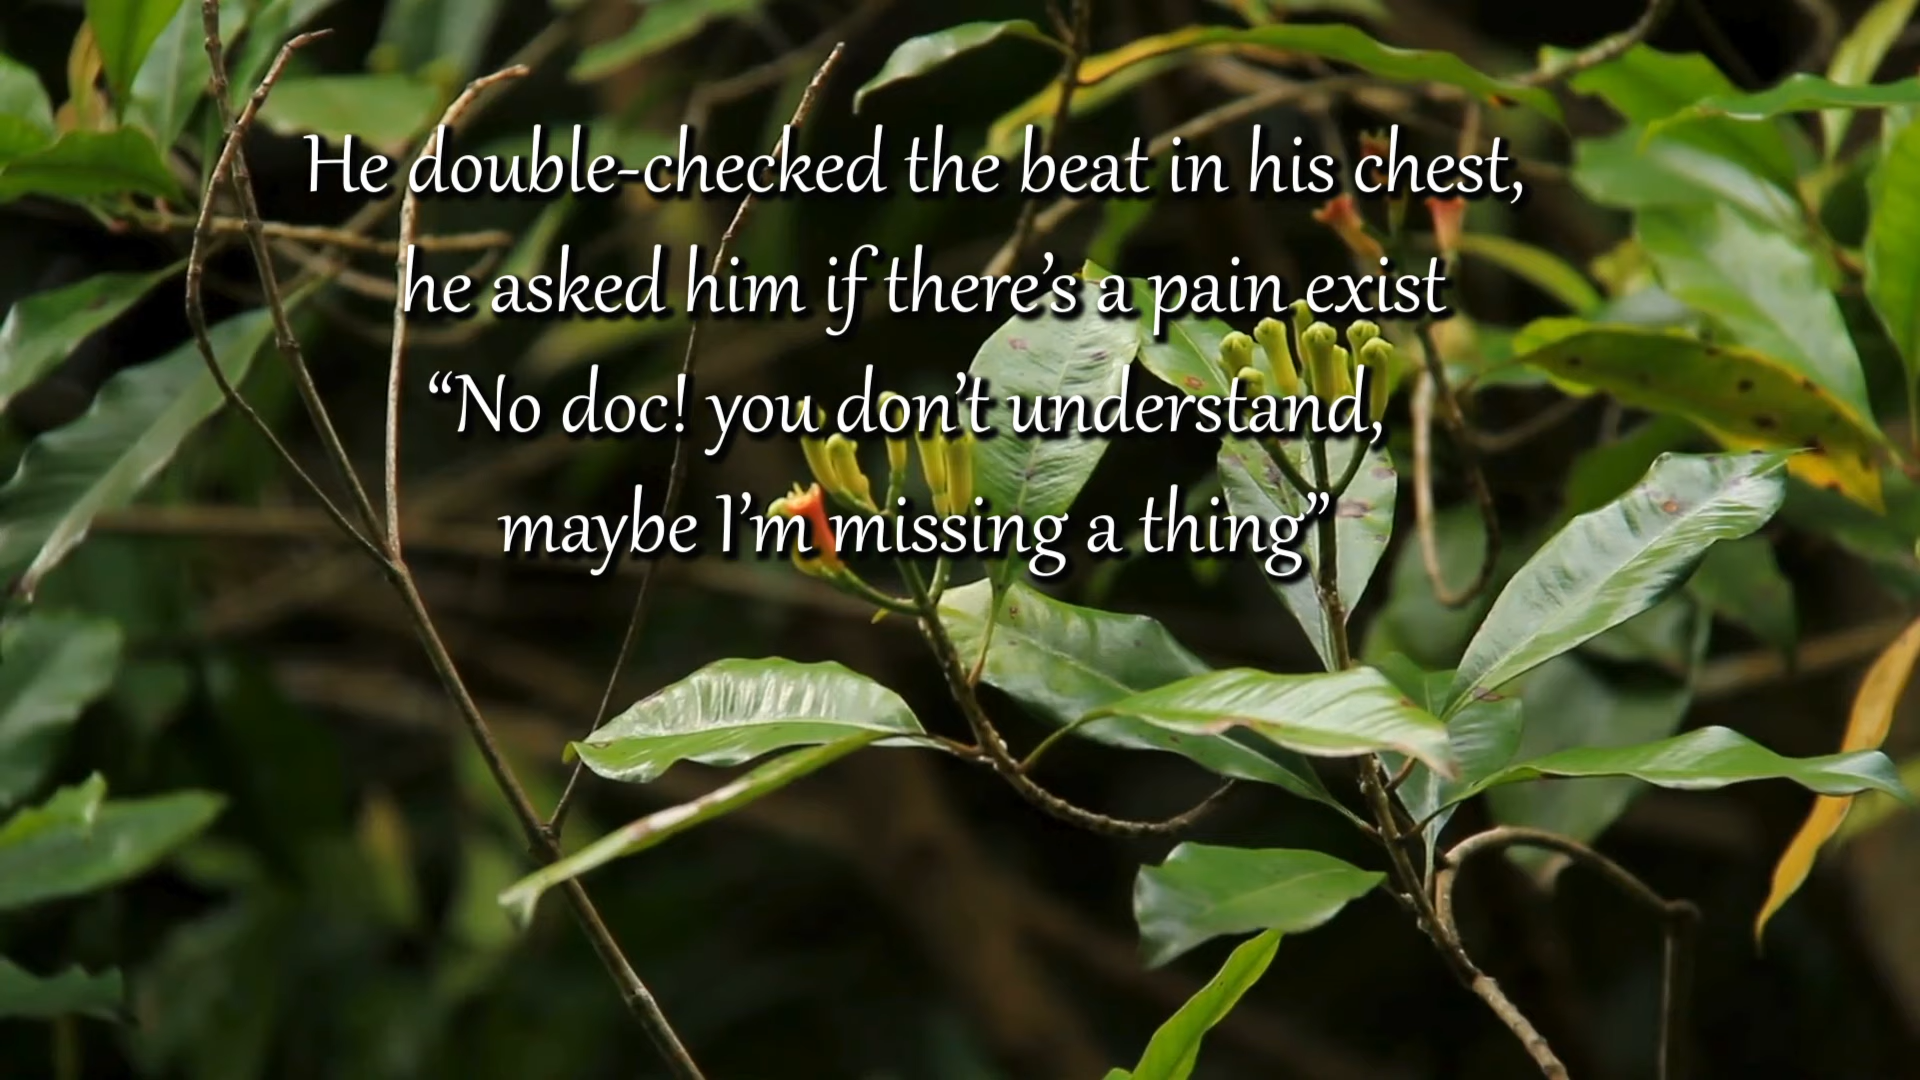 He double-checked the beat in his chest,
he asked him if there’s a pain exist
“No doc! you don’t understand,
maybe I’m missing a thing”